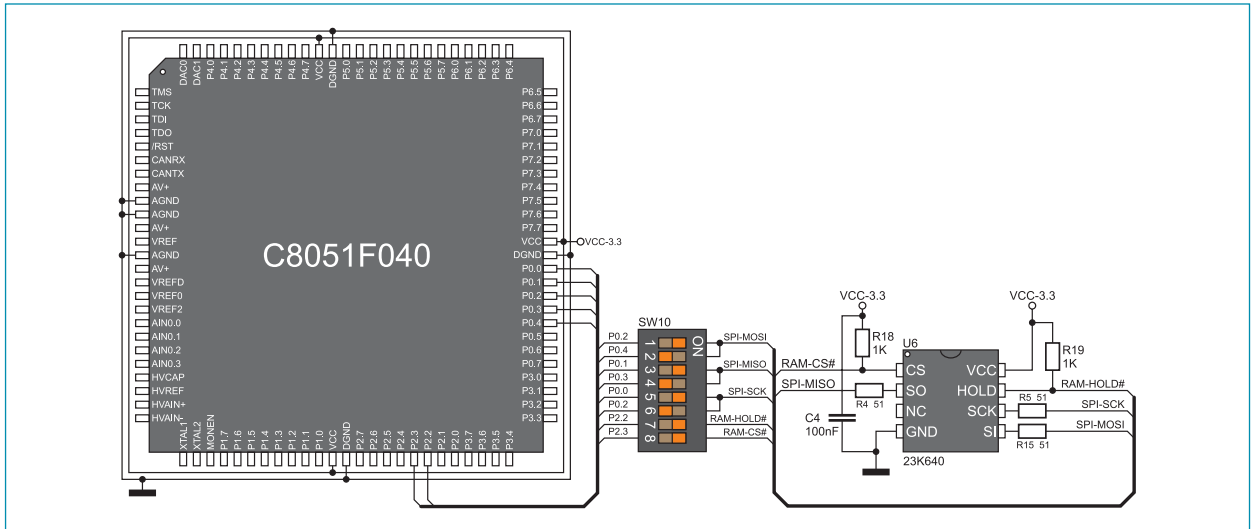 DAC0
DAC1
P4.0
P4.1
P4.2
P4.3
P4.4
P4.5
P4.6
P4.7
VCC
DGND
P5.0
P5.1
P5.2
P5.3
P5.4
P5.5
P5.6
P5.7
P6.0
P6.1
P6.2
P6.3
P6.4
TMS
TCK
TDI
TDO
/RST
CANRX
CANTX
AV+
AGND
AGND
AV+
VREF
AGND
AV+
VREFD
VREF0
VREF2
AIN0.0
AIN0.1
AIN0.2
AIN0.3
HVCAP
HVREF
HVAIN+
HVAIN-
C8051F040
P6.5
P6.6
P6.7
P7.0
P7.1
P7.2
P7.3
P7.4
P7.5
P7.6
P7.7
VCC
DGND
P0.0
P0.1
P0.2
P0.3
P0.4
P0.5
P0.6
P0.7
P3.0
P3.1
P3.2
P3.3
XTAL1
XTAL2
MONEN
P1.7
P1.6
P1.5
P1.4
P1.3
P1.2
P1.1
P1.0
VCC
DGND
P2.7
P2.6
P2.5
P2.4
P2.3
P2.2
P2.1
P2.0
P3.7
P3.6
P3.5
P3.4
VCC-3.3
SW10
ON
P0.2 1 SPI-MOSI
P0.4 2
P0.1 3 SPI-MISO
P0.3 4
P0.0 5 SPI-SCK
P0.2 6
P2.2 7 RAM-HOLD#
P2.3 8 RAM-CS#
VCC-3.3
VCC-3.3
R18
1K
R19
1K
U6
RAM-CS# CS VCC
SPI-MISO R4 51 SO HOLD RAM-HOLD#
NC SCK R5 51 SPI-SCK
GND SI R15 51 SPI-MOSI
C4
100nF
23K640